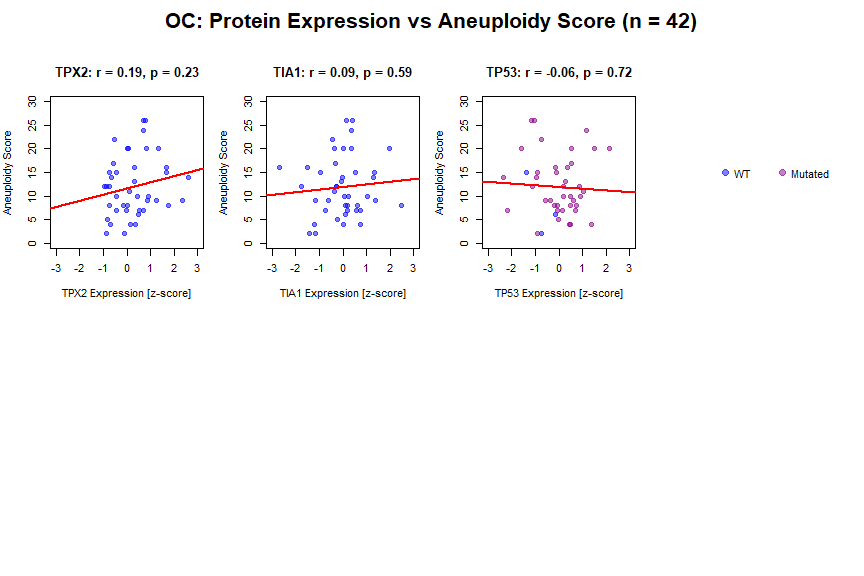 OC: Protein Expression vs Aneuploidy Score (n = 42)
TPX2: r = 0.19, p = 0.23
TIA1: r = 0.09, p = 0.59
TP53: r = -0.06, p = 0.72
Aneuploidy Score
0 5 10 15 20 25 30
-3 -2 -1 0 1 2 3
TPX2 Expression [z-score]
Aneuploidy Score
0 5 10 15 20 25 30
-3 -2 -1 0 1 2 3
TIA1 Expression [z-score]
Aneuploidy Score
0 5 10 15 20 25 30
-3 -2 -1 0 1 2 3
TP53 Expression [z-score]
WT
Mutated